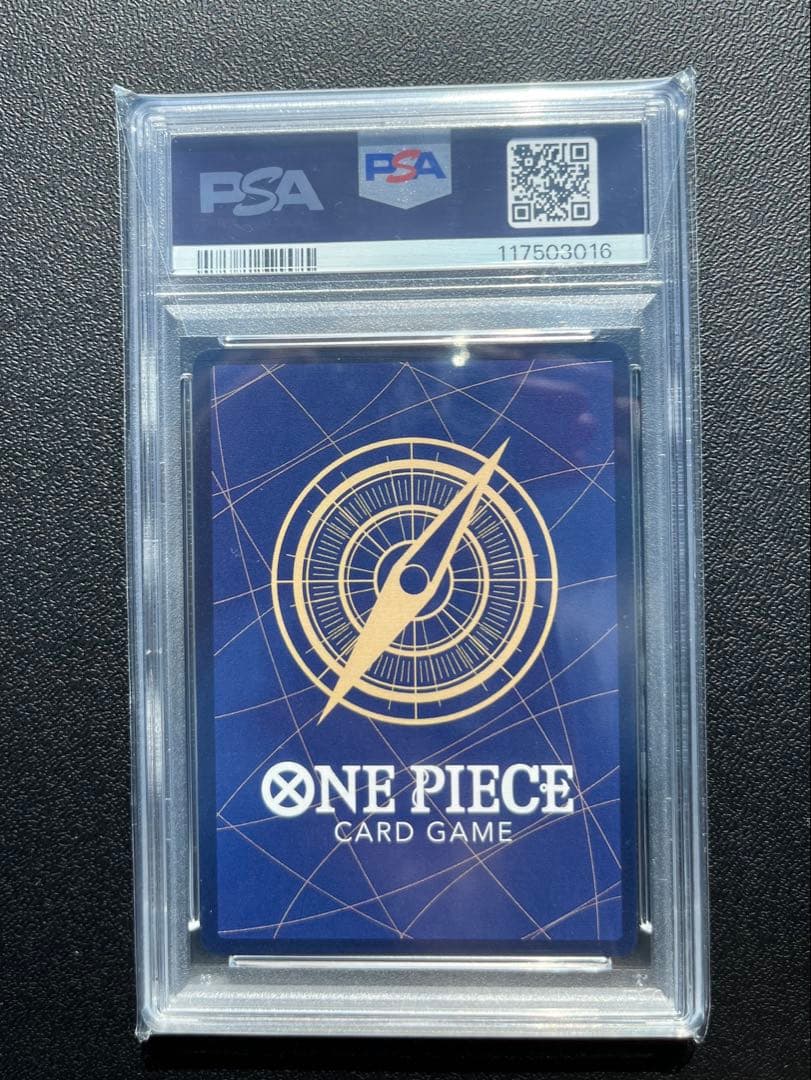 PSA
PSA
117503016
ONE PIECE
CARD GAME